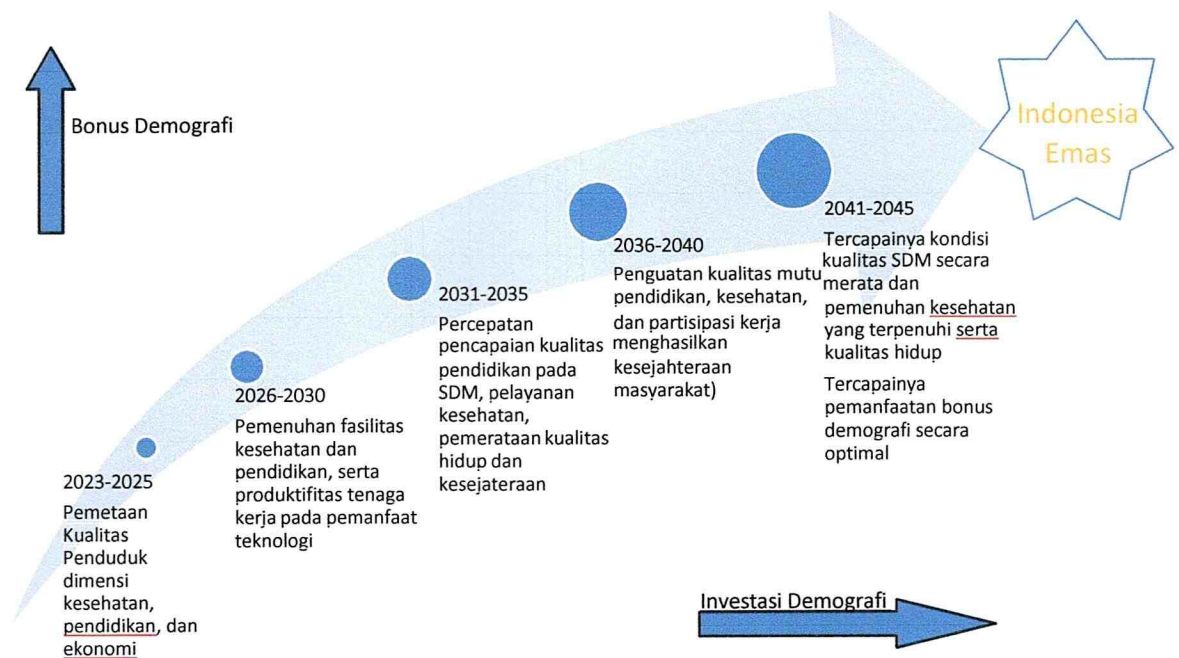 Bonus Demografi
Indonesia
Emas
2023-2025
Pemetaan
Kualitas
Penduduk
dimensi
kesehatan,
pendidikan, dan
ekonomi
2026-2030
Pemenuhan fasilitas
kesehatan dan
pendidikan, serta
produktifitas tenaga
kerja pada pemanfaat
teknologi
2031-2035
Percepatan
pencapaian kualitas
pendidikan pada
SDM, pelayanan
kesehatan,
pemerataan kualitas
hidup dan
kesejateraan
2036-2040
Penguatan kualitas mutu
pendidikan, kesehatan,
dan partisipasi kerja
menghasilkan
kesejahteraan
masyarakat)
2041-2045
Tercapainya kondisi
kualitas SDM secara
merata dan
pemenuhan kesehatan
yang terpenuhi serta
kualitas hidup
Tercapainya
pemanfaatan bonus
demografi secara
optimal
Investasi Demografi